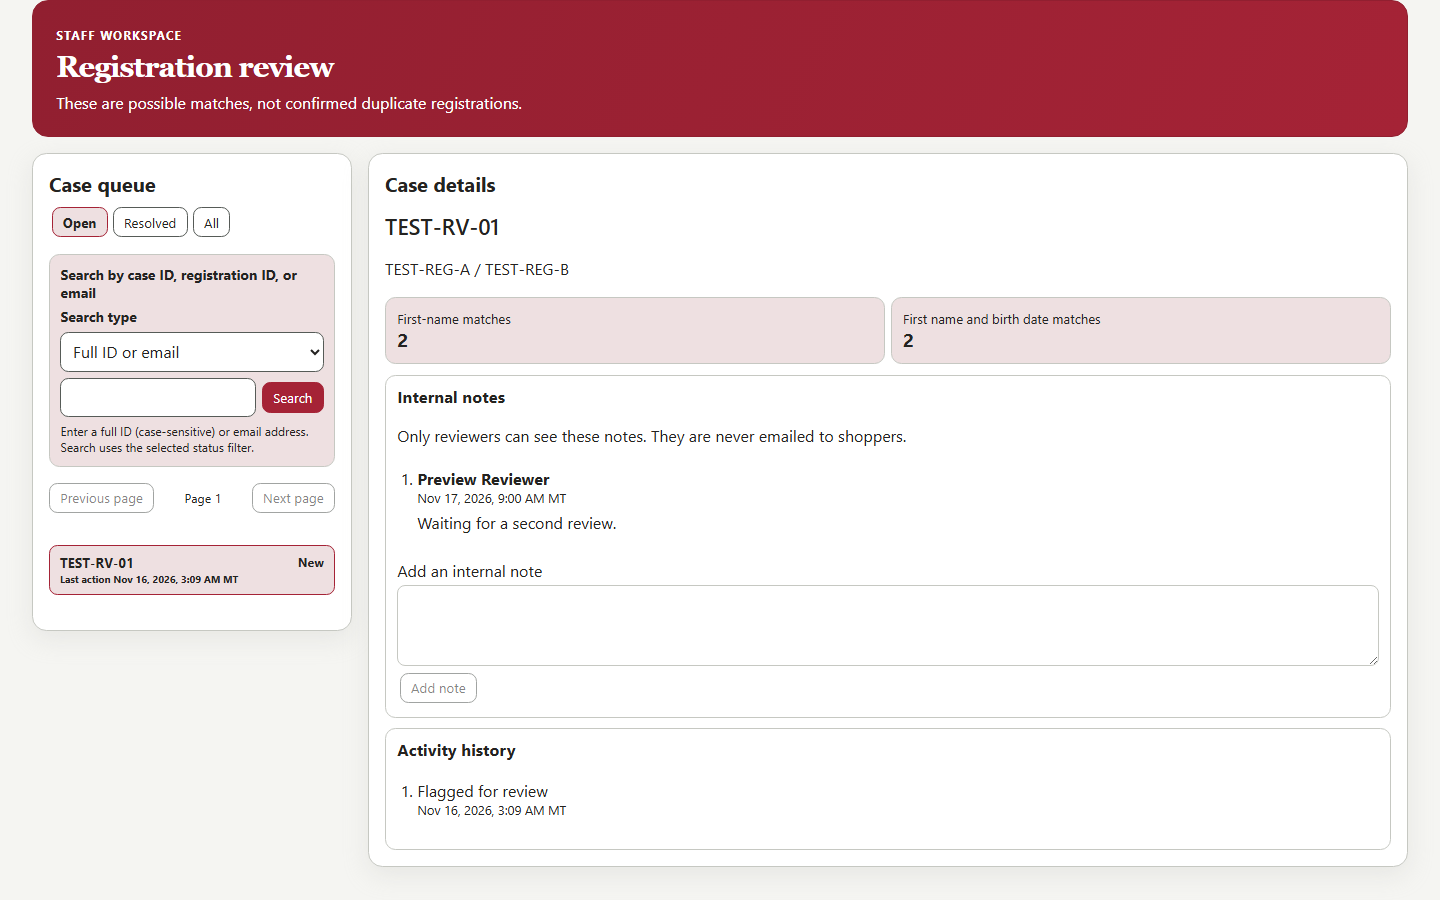 STAFF WORKSPACE
Registration review
These are possible matches, not confirmed duplicate registrations.
Case queue
Open
Resolved
All
Search by case ID, registration ID, or
email
Search type
Full ID or email
Search
Enter a full ID (case-sensitive) or email address.
Search uses the selected status filter.
Previous page
Page 1
Next page
TEST-RV-01
New
Last action Nov 16, 2026, 3:09 AM MT
Case details
TEST-RV-01
TEST-REG-A / TEST-REG-B
First-name matches
2
First name and birth date matches
2
Internal notes
Only reviewers can see these notes. They are never emailed to shoppers.
1. Preview Reviewer
Nov 17, 2026, 9:00 AM MT
Waiting for a second review.
Add an internal note
Add note
Activity history
1. Flagged for review
Nov 16, 2026, 3:09 AM MT